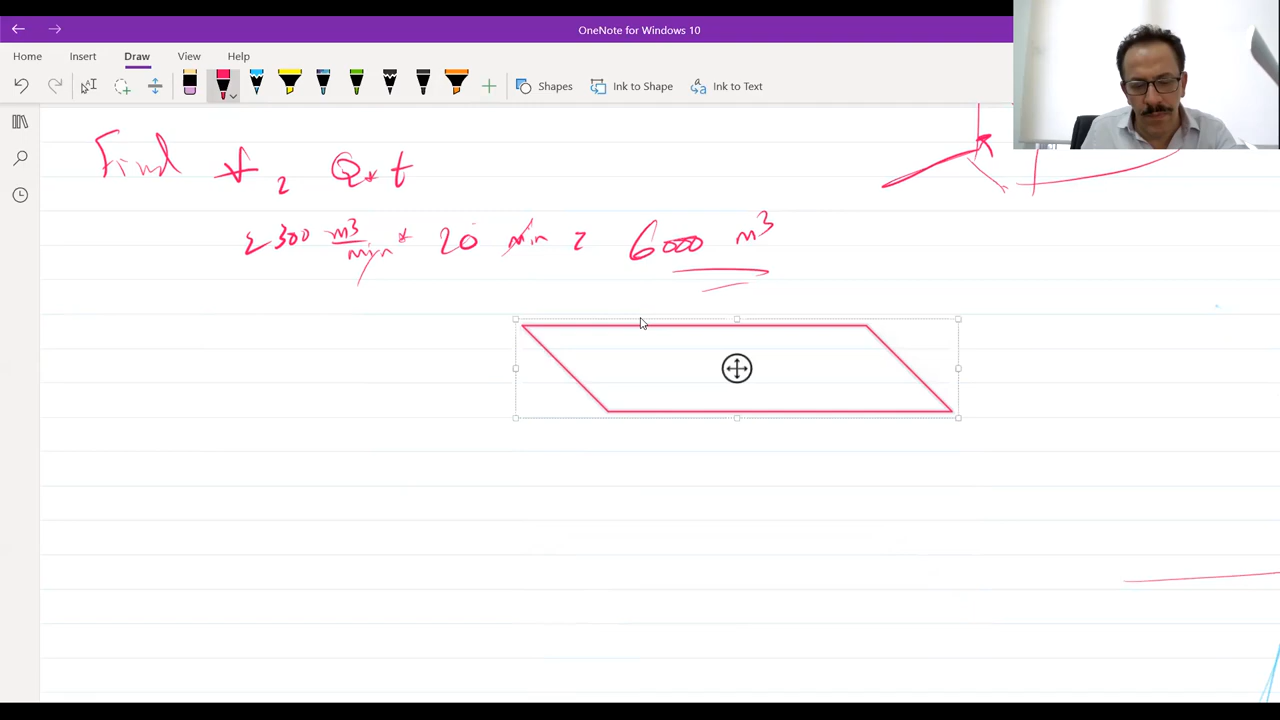 OneNote for Windows 10
Home Insert Draw View Help
Shapes Ink to Shape Ink to Text
Find V = Q * t
= 300 m3/min * 20 min = 6000 m3